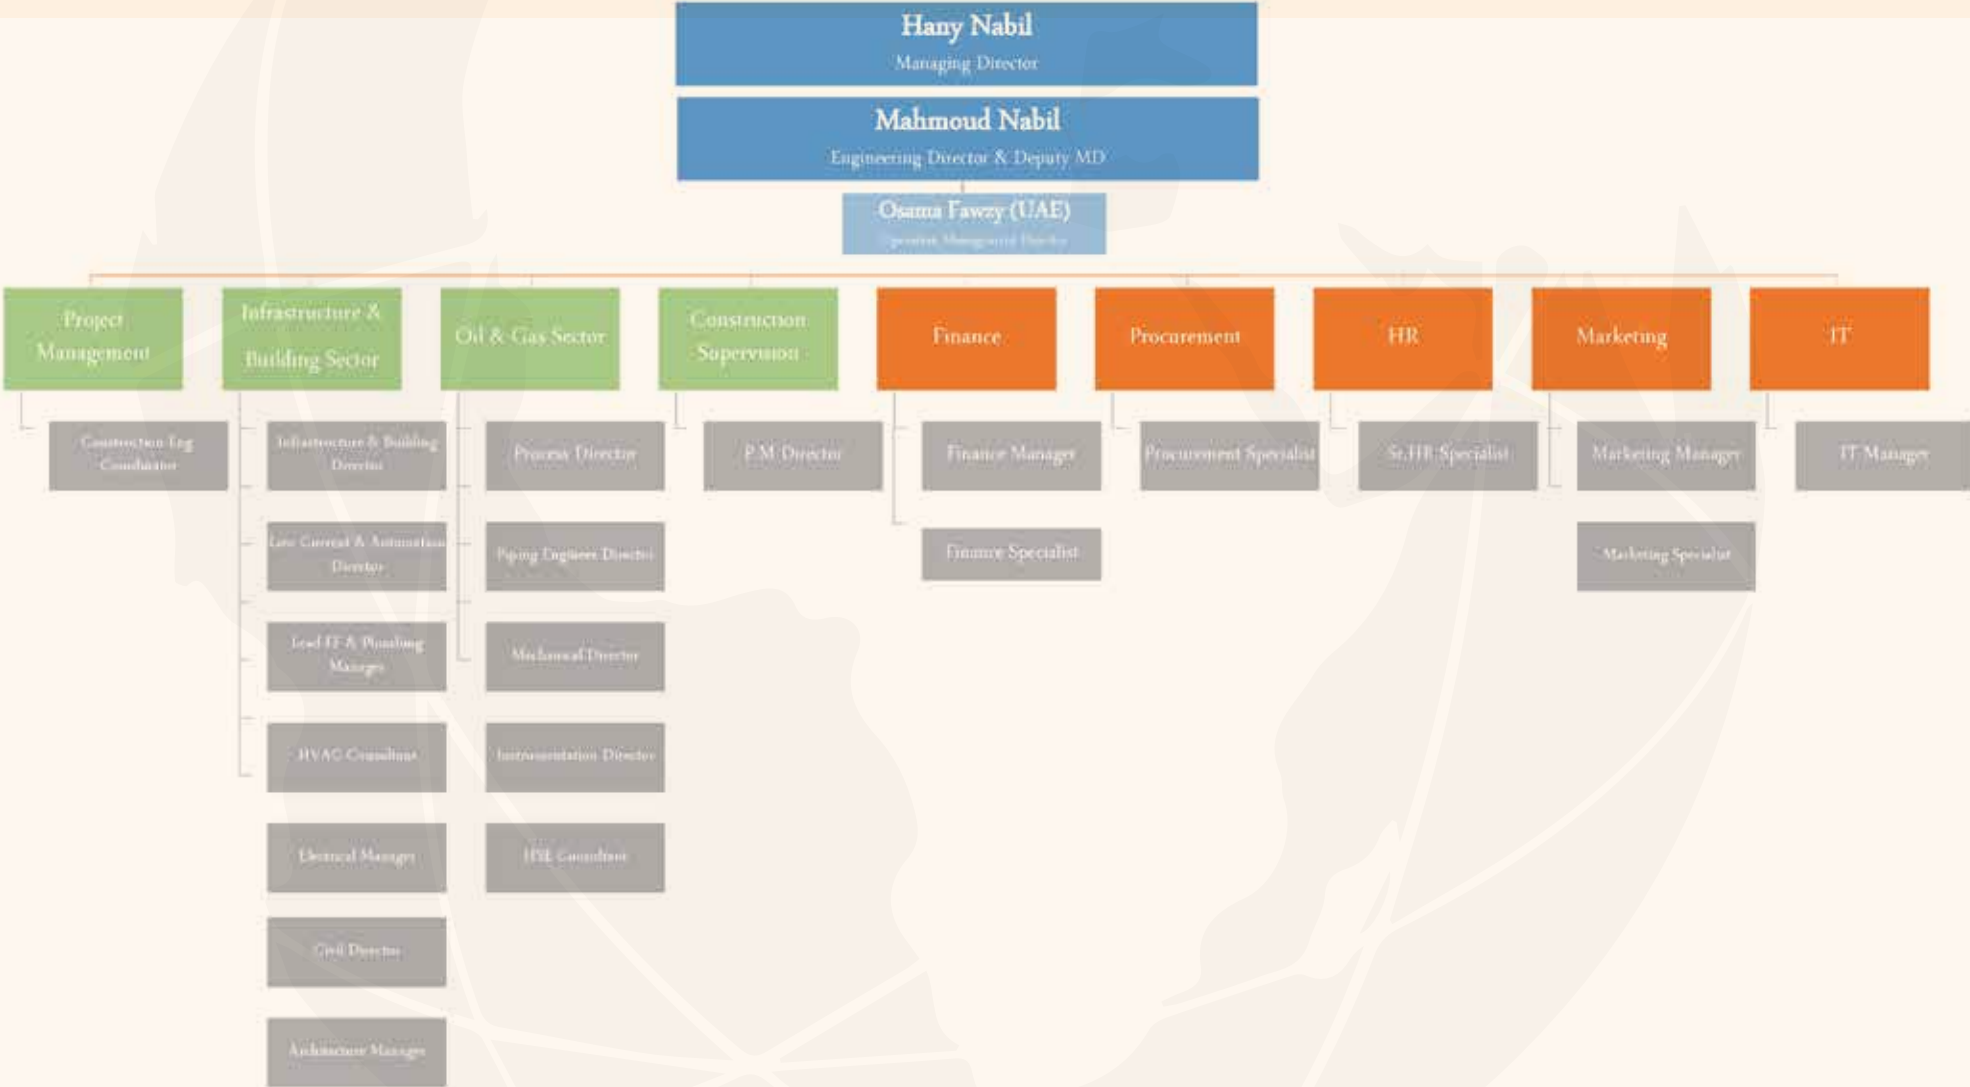 Hany Nabil
Managing Director
Mahmoud Nabil
Engineering Director & Deputy MD
Osama Fawzy (UAE)
Management Director
Project
Management
Infrastructure &
Building Sector
Oil & Gas Sector
Construction
Supervision
Finance
Procurement
HR
Marketing
IT
Construction Eng
Coordinator
Infrastructure & Building
Director
Process Director
P.M Director
Finance Manager
Procurement Specialist
Sr.HR Specialist
Marketing Manager
IT Manager
Low Current & Automation
Director
Piping Engineer Director
Finance Specialist
Marketing Specialist
Lead FF & Plumbing
Manager
Mechanical Director
HVAC Consultant
Instrumentation Director
Electrical Manager
HSE Consultant
Civil Director
Architecture Manager